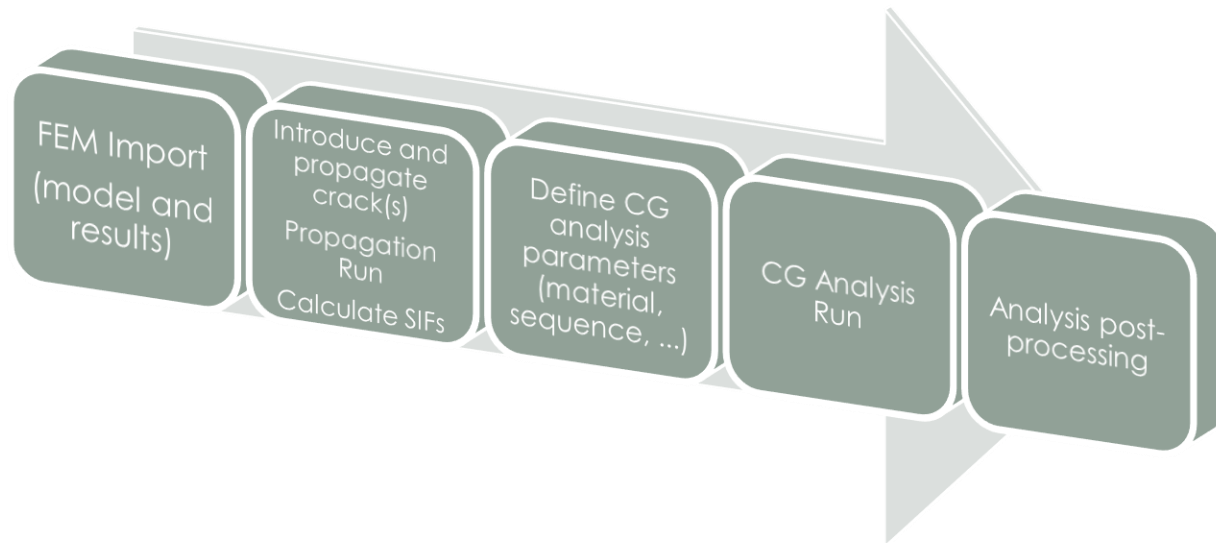 FEM Import
(model and
results)
Introduce and
propagate
crack(s)
Propagation
Run
Calculate SIFs
Define CG
analysis
parameters
(material,
sequence, ...)
CG Analysis
Run
Analysis post-
processing